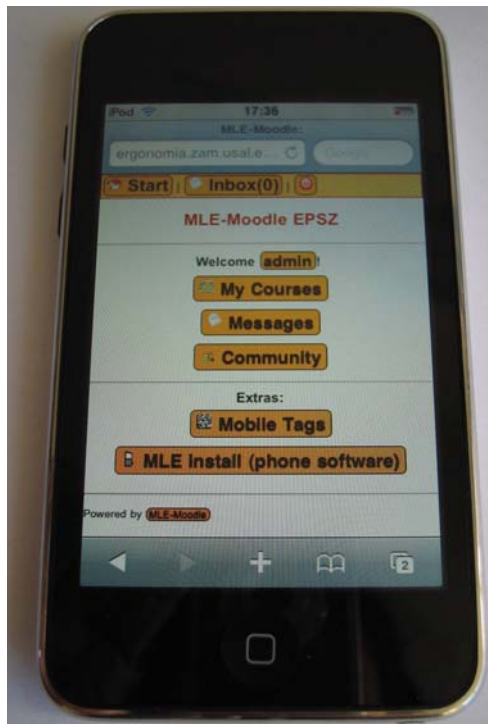 iPod 17:36
MLE-Moodle:
ergonomia.zam.usal.e... Google
Start | Inbox(0) |
MLE-Moodle EPSZ
Welcome admin!
My Courses
Messages
Community
Extras:
Mobile Tags
MLE Install (phone software)
Powered by MLE-Moodle
2